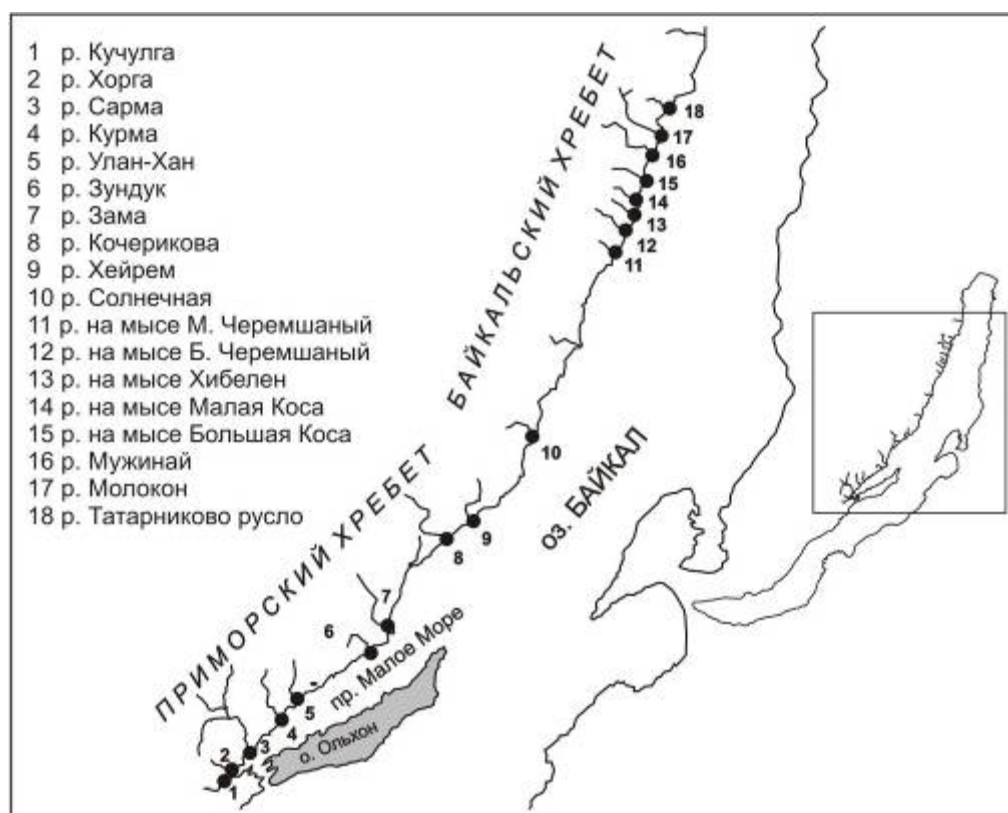 1 р. Кучулга
2 р. Хорга
3 р. Сарма
4 р. Курма
5 р. Улан-Хан
6 р. Зундук
7 р. Зама
8 р. Кочерикова
9 р. Хейрем
10 р. Солнечная
11 р. на мысе М. Черемшаный
12 р. на мысе Б. Черемшаный
13 р. на мысе Хибелен
14 р. на мысе Малая Коса
15 р. на мысе Большая Коса
16 р. Мужинай
17 р. Молокон
18 р. Татарниково русло
БАЙКАЛЬСКИЙ ХРЕБЕТ
ПРИМОРСКИЙ ХРЕБЕТ
оз. БАЙКАЛ
пр. Малое Море
о. Ольхон
18
17
16
15
14
13
12
11
10
9
8
7
6
5
4
3
2
1